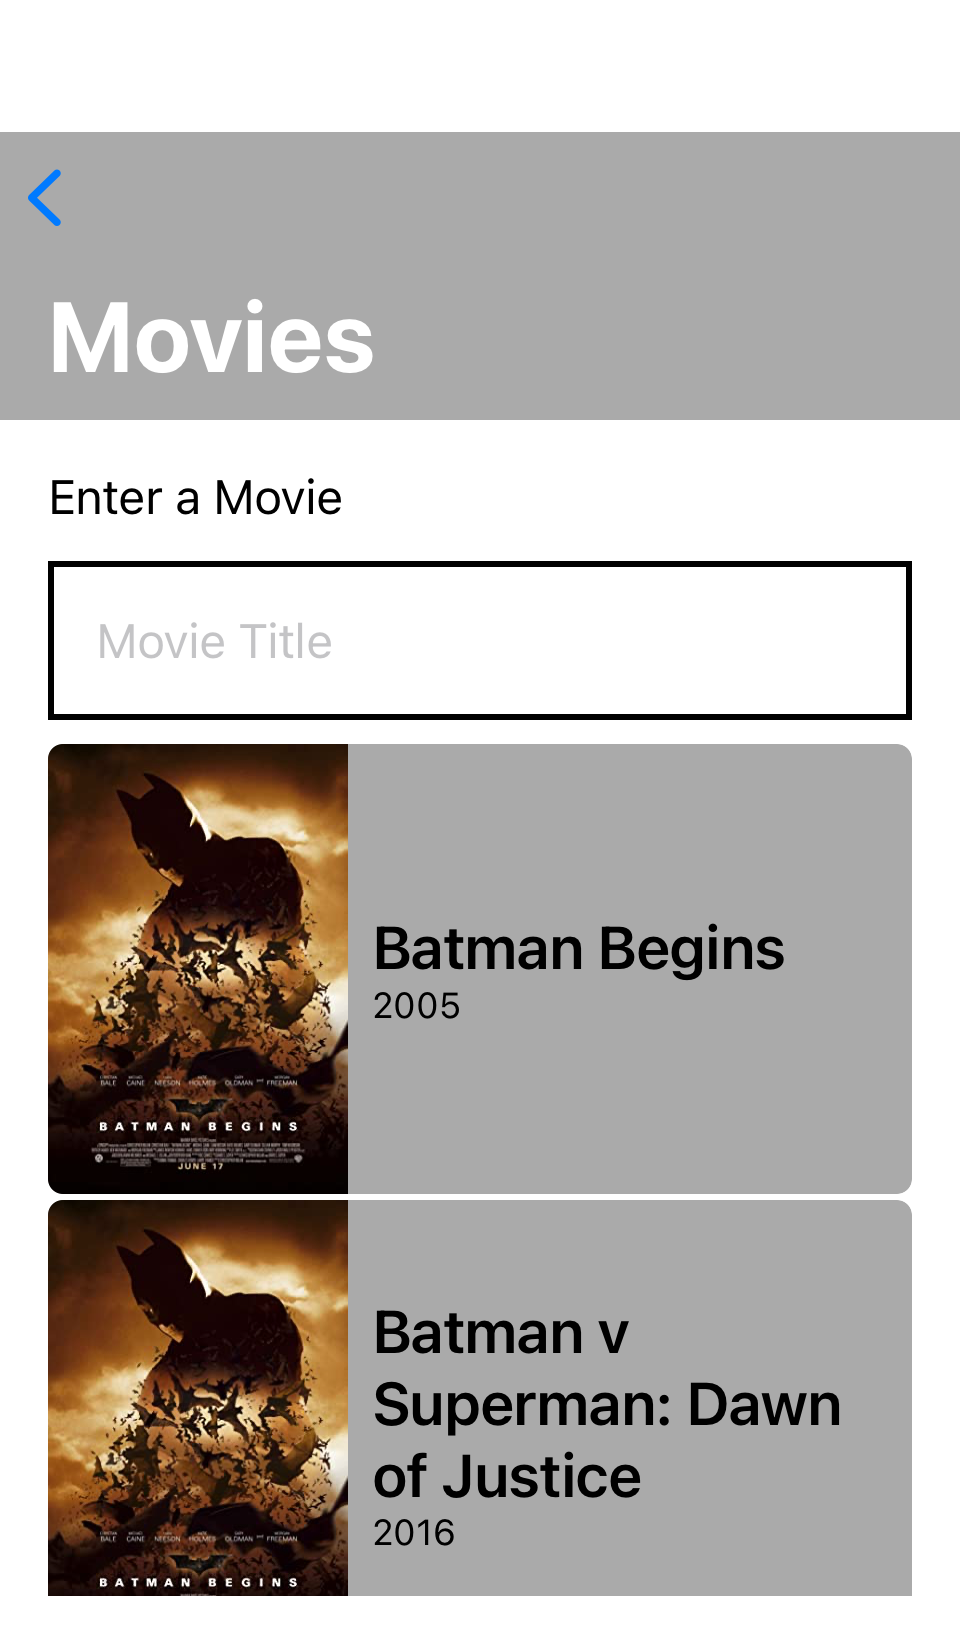 Movies
Enter a Movie
Movie Title
BALE CAINE NEESON HOLMES OLDMAN FREEMAN
BATMAN BEGINS
JUNE 17
Batman Begins
2005
BALE CAINE NEESON HOLMES OLDMAN FREEMAN
BATMAN BEGINS
Batman v
Superman: Dawn
of Justice
2016